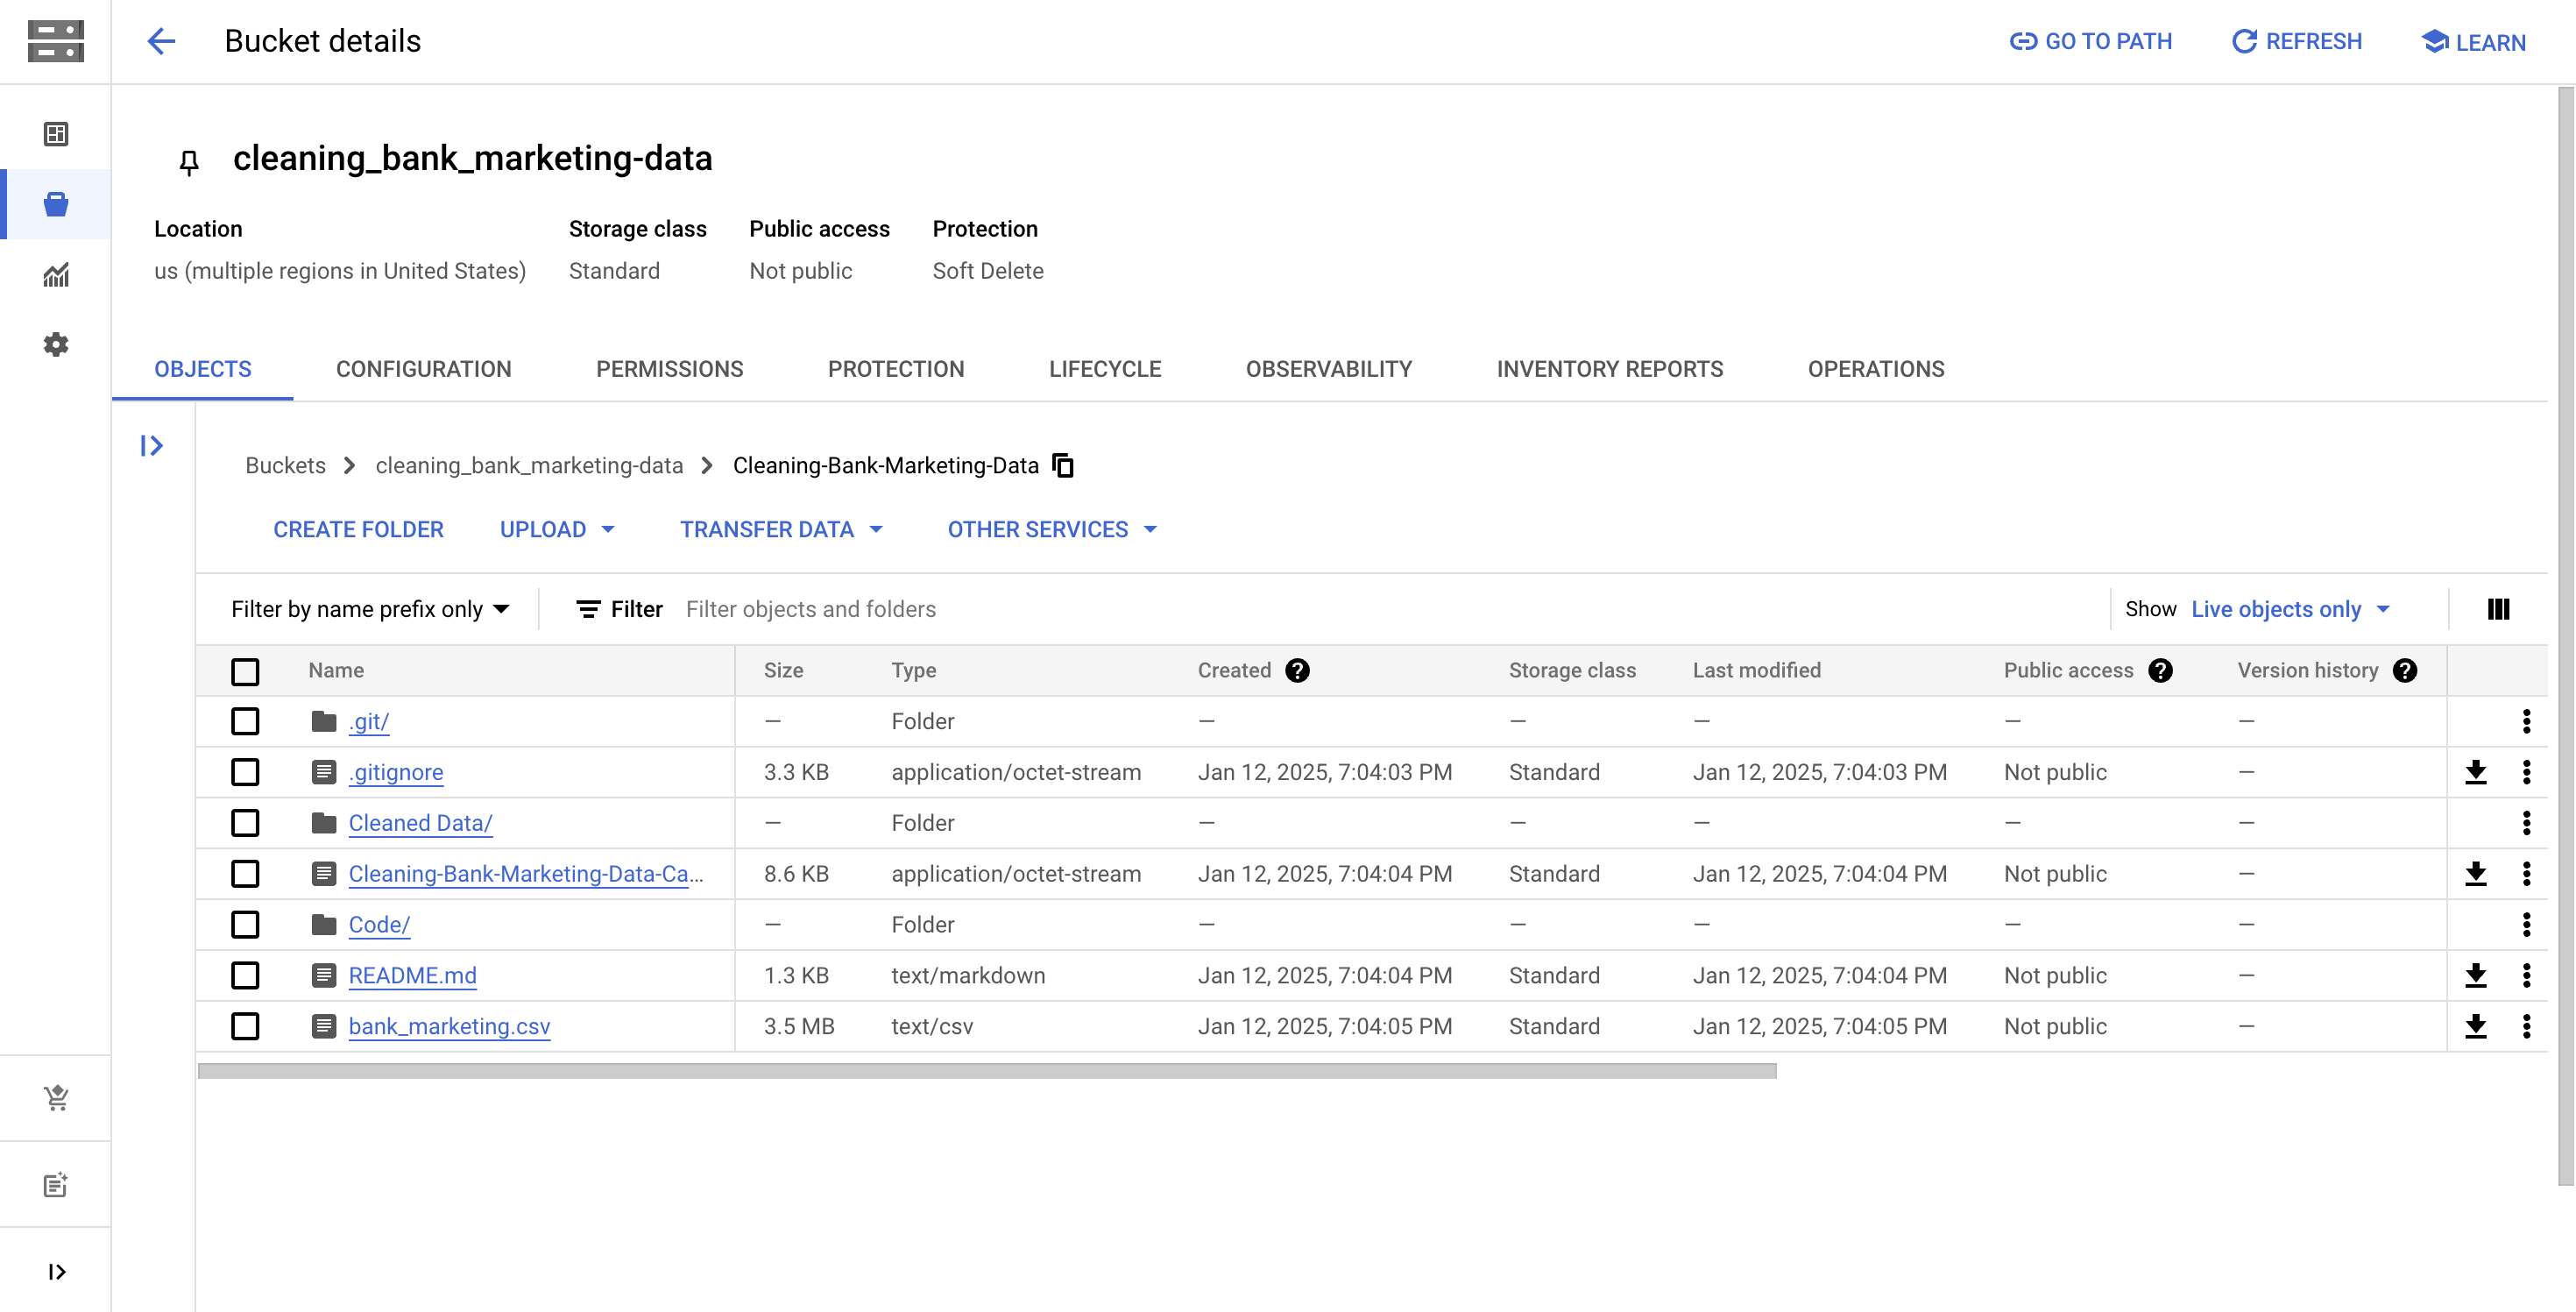 Bucket details
GO TO PATH
REFRESH
LEARN
cleaning_bank_marketing-data
Location Storage class Public access Protection
us (multiple regions in United States) Standard Not public Soft Delete
OBJECTS CONFIGURATION PERMISSIONS PROTECTION LIFECYCLE OBSERVABILITY INVENTORY REPORTS OPERATIONS
Buckets cleaning_bank_marketing-data Cleaning-Bank-Marketing-Data
CREATE FOLDER UPLOAD TRANSFER DATA OTHER SERVICES
Filter by name prefix only Filter Filter objects and folders Show Live objects only
Name Size Type Created ? Storage class Last modified Public access ? Version history ?
.git/ — Folder — — — — —
.gitignore 3.3 KB application/octet-stream Jan 12, 2025, 7:04:03 PM Standard Jan 12, 2025, 7:04:03 PM Not public —
Cleaned Data/ — Folder — — — — —
Cleaning-Bank-Marketing-Data-Ca... 8.6 KB application/octet-stream Jan 12, 2025, 7:04:04 PM Standard Jan 12, 2025, 7:04:04 PM Not public —
Code/ — Folder — — — — —
README.md 1.3 KB text/markdown Jan 12, 2025, 7:04:04 PM Standard Jan 12, 2025, 7:04:04 PM Not public —
bank_marketing.csv 3.5 MB text/csv Jan 12, 2025, 7:04:05 PM Standard Jan 12, 2025, 7:04:05 PM Not public —